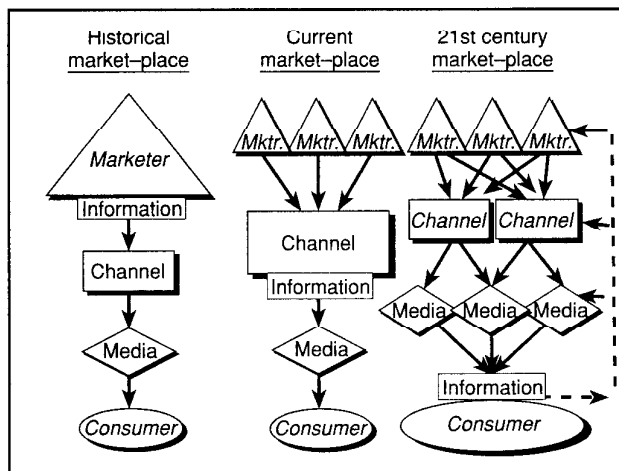 Historical
market–place
Marketer
Information
Channel
Media
Consumer
Current
market–place
Mktr. Mktr. Mktr.
Channel
Information
Media
Consumer
21st century
market–place
Mktr. Mktr. Mktr.
Channel Channel
Media Media Media
Information
Consumer